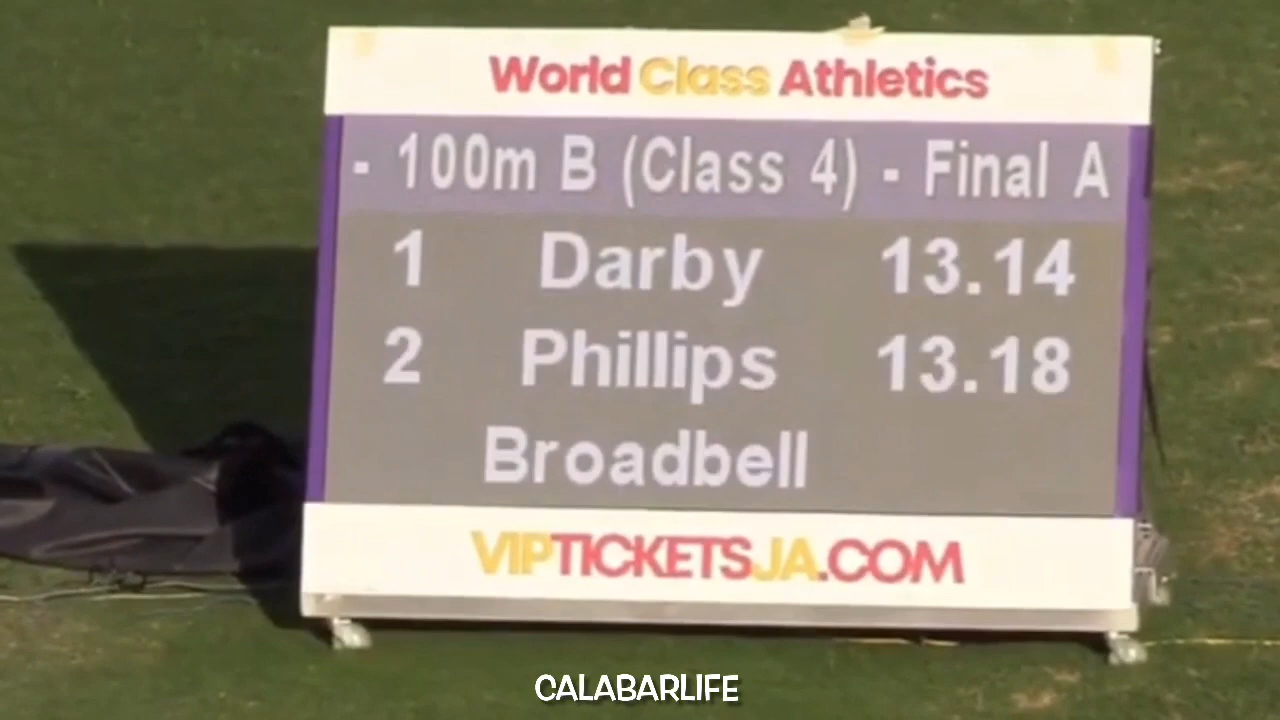 World Class Athletics
- 100m B (Class 4) - Final A
1 Darby 13.14
2 Phillips 13.18
Broadbell
VIPTICKETSJA.COM
CALABARLIFE